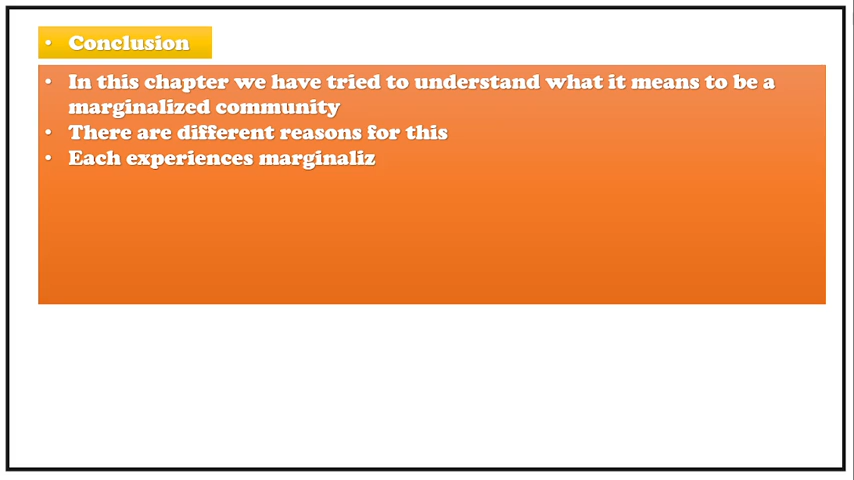 • Conclusion
• In this chapter we have tried to understand what it means to be a
marginalized community
• There are different reasons for this
• Each experiences marginaliz